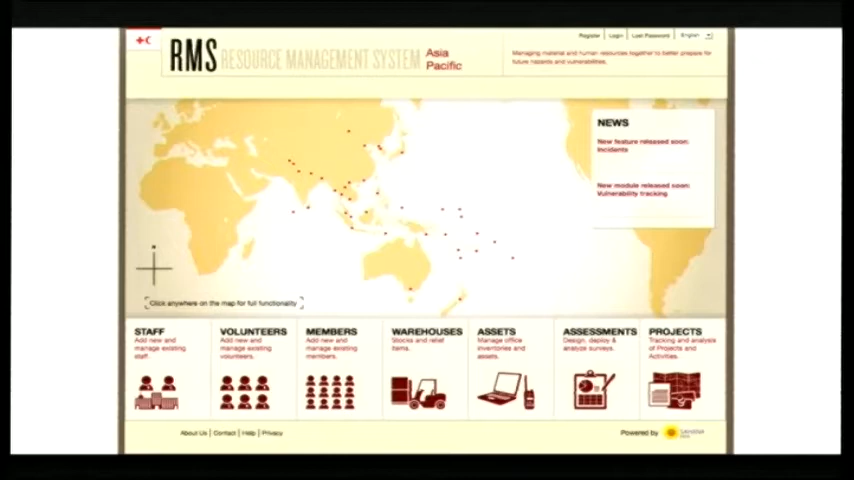 Register | Login | Lost Password | English
RMS RESOURCE MANAGEMENT SYSTEM Asia
Pacific
Managing material and human resources together to better prepare for
future hazards and vulnerabilities.
NEWS
New feature released soon:
Incidents
New module released soon:
Vulnerability tracking
Click anywhere on the map for full functionality
STAFF
Add new and
manage existing
staff.
VOLUNTEERS
Add new and
manage existing
volunteers.
MEMBERS
Add new and
manage existing
members.
WAREHOUSES
Stocks and relief
items.
ASSETS
Manage office
inventories and
assets.
ASSESSMENTS
Design, deploy &
analyze surveys.
PROJECTS
Tracking and analysis
of Projects and
Activities.
About Us | Contact | Help | Privacy
Powered by